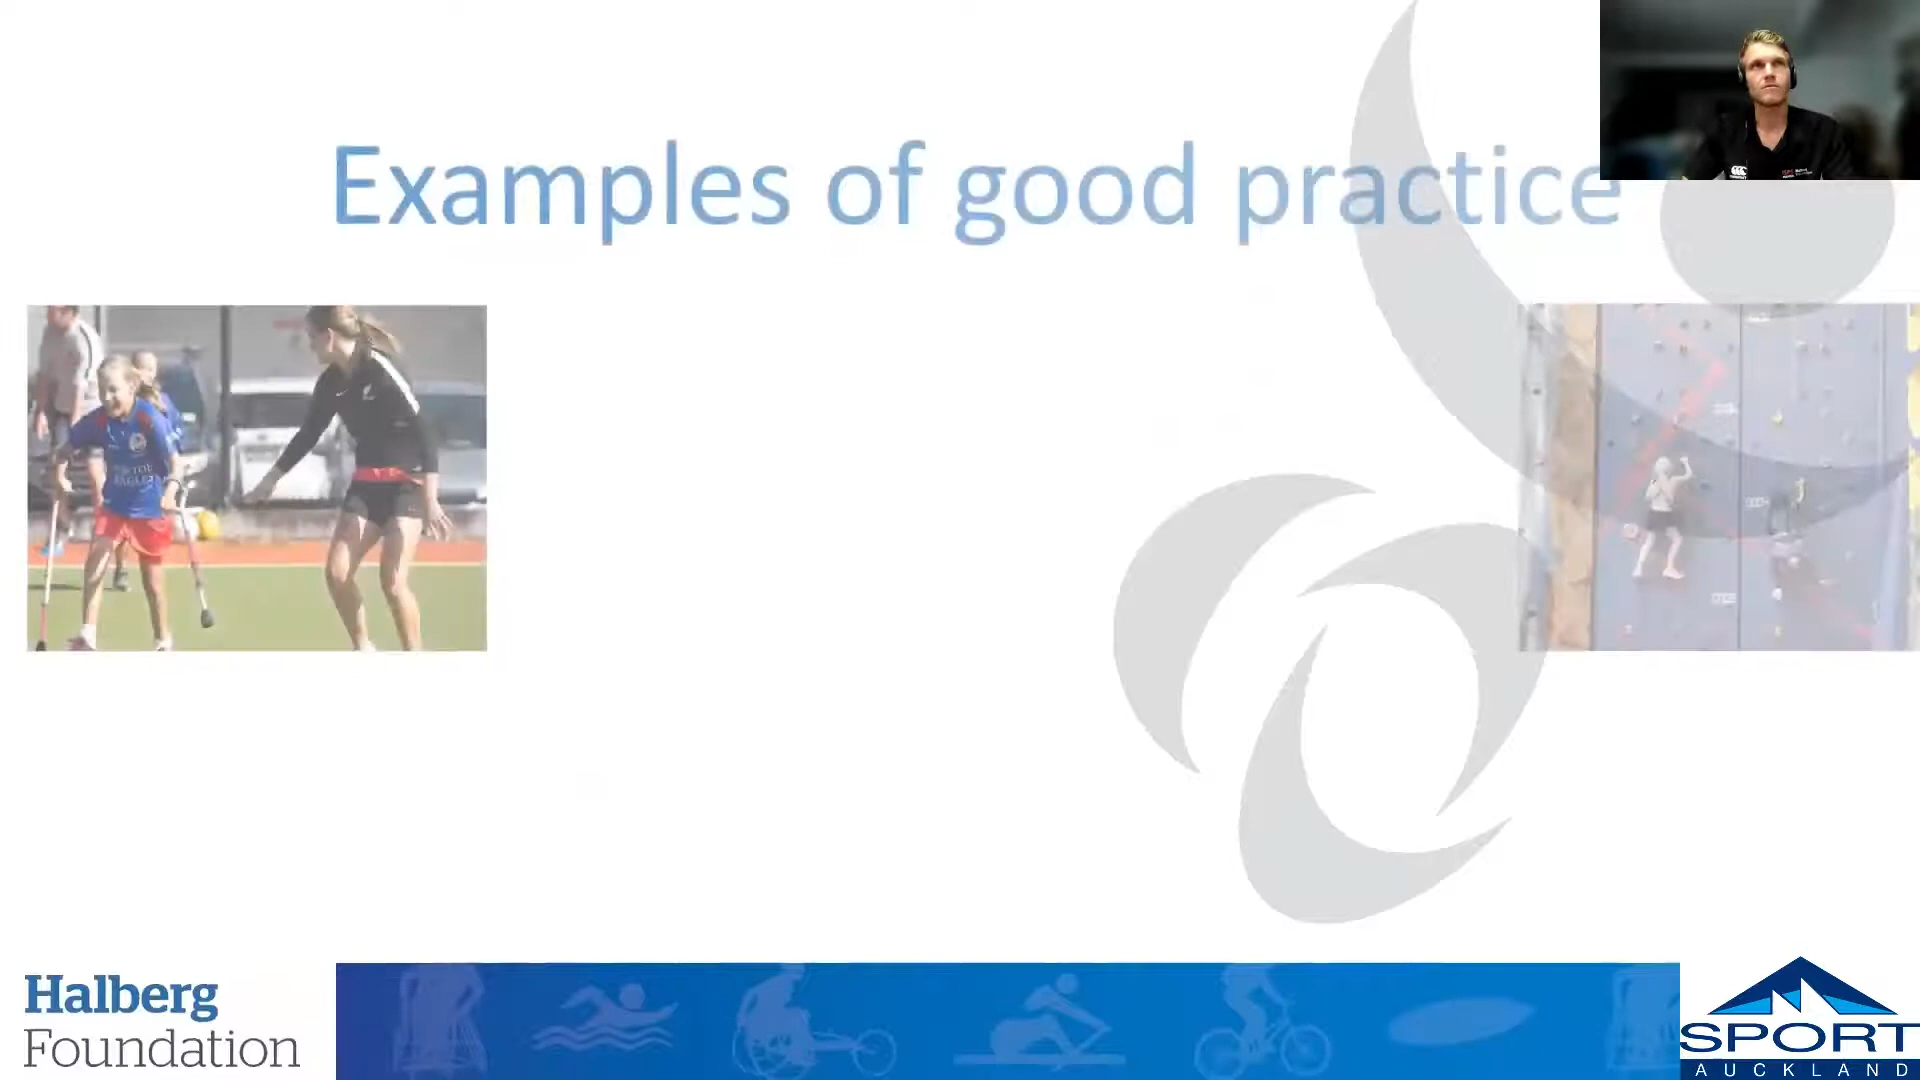 Examples of good practice
Halberg
Foundation
SPORT
AUCKLAND